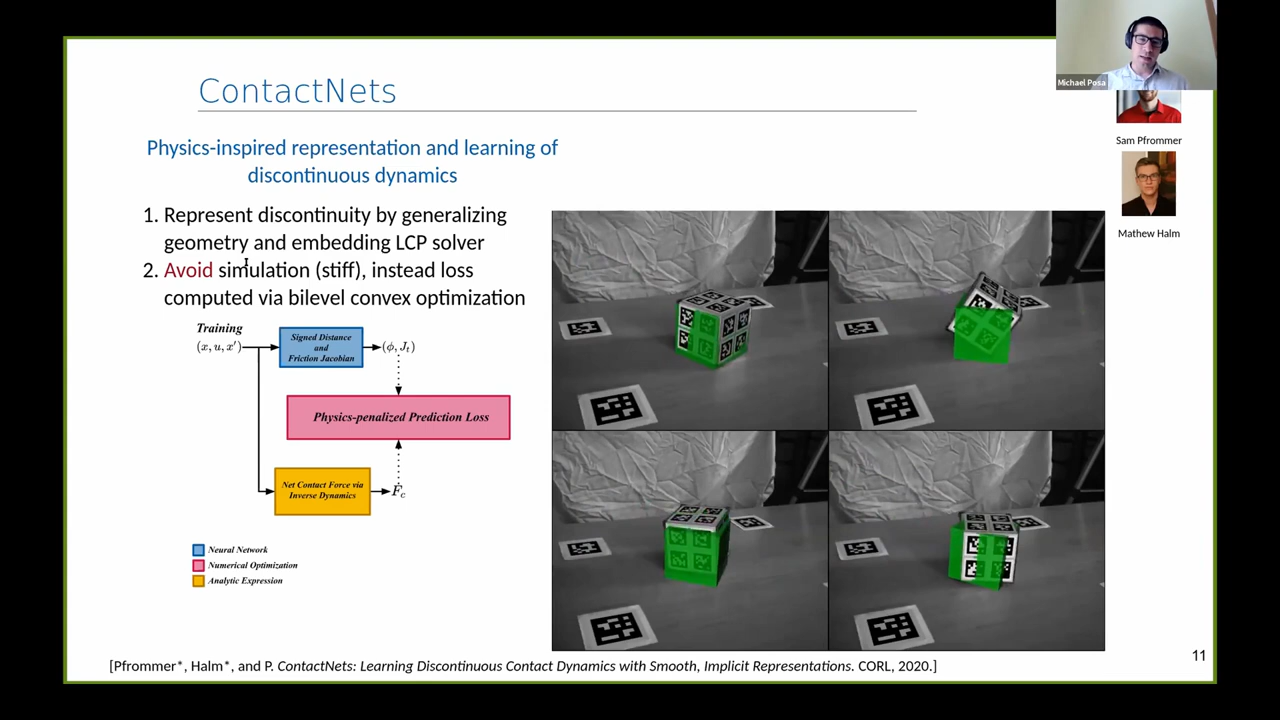 ContactNets
Michael Posa
Sam Pfrommer
Mathew Halm
Physics-inspired representation and learning of
discontinuous dynamics
1. Represent discontinuity by generalizing
geometry and embedding LCP solver
2. Avoid simulation (stiff), instead loss
computed via bilevel convex optimization
Training
(x, u, x′)
Signed Distance
and
Friction Jacobian
(ϕ, Jₜ)
Physics-penalized Prediction Loss
Net Contact Force via
Inverse Dynamics
F_c
Neural Network
Numerical Optimization
Analytic Expression
[Pfrommer*, Halm*, and P. ContactNets: Learning Discontinuous Contact Dynamics with Smooth, Implicit Representations. CORL, 2020.]
11